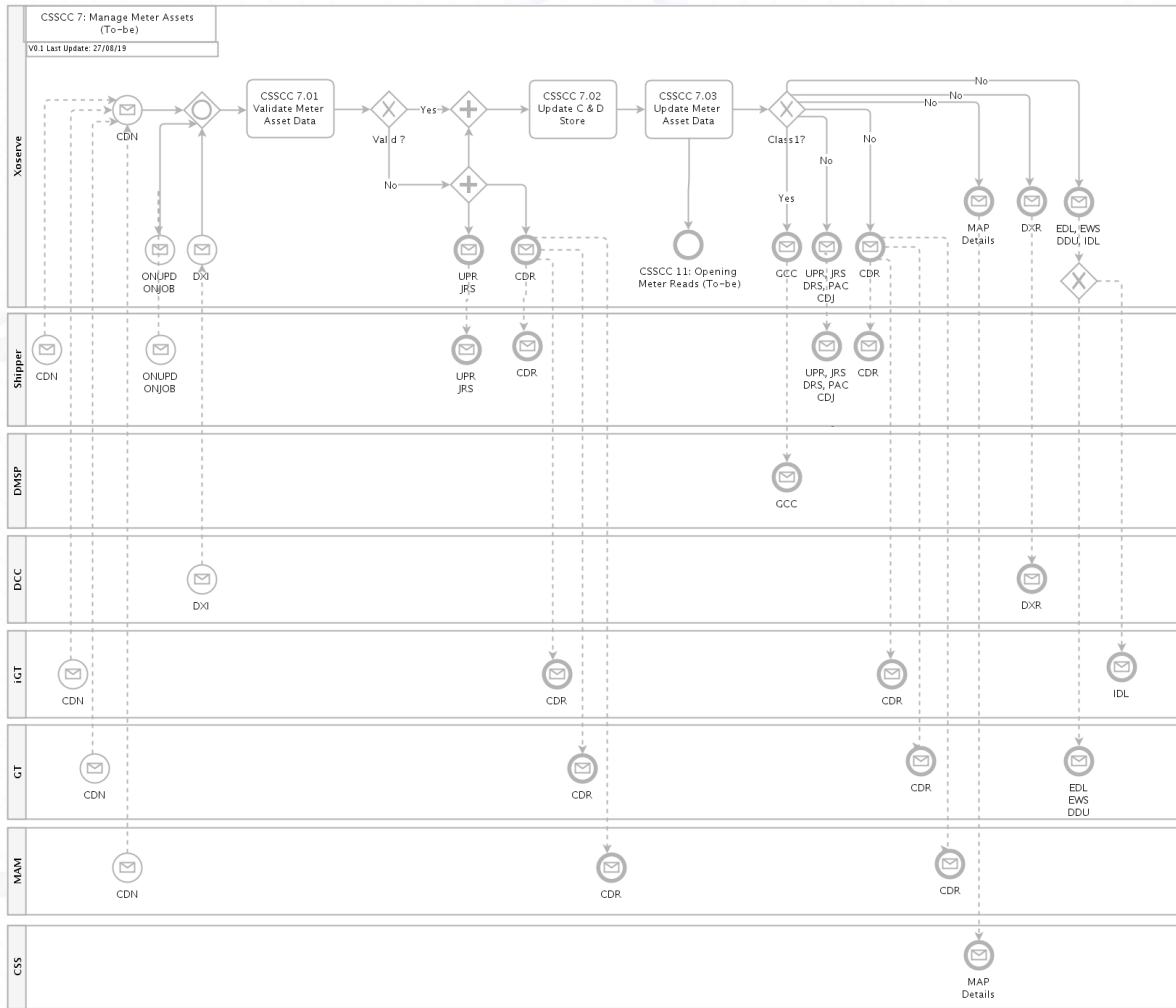 CSSCC 7: Manage Meter Assets
(To-be)
V0.1 Last Update: 27/08/19
Xoserve
CDN
ONUPD
ONJOB
DXI
CSSCC 7.01
Validate Meter
Asset Data
Valid ?
Yes
No
UPR
JRS
CDR
CSSCC 7.02
Update C & D
Store
CSSCC 7.03
Update Meter
Asset Data
CSSCC 11: Opening
Meter Reads (To-be)
Class1?
Yes
No
No
No
No
No
GCC
UPR, JRS
DRS, PAC
CDJ
CDR
MAP
Details
DXR
EDL, EWS
DDU, IDL
Shipper
CDN
ONUPD
ONJOB
UPR
JRS
CDR
UPR, JRS
DRS, PAC
CDJ
CDR
DMSP
GCC
DCC
DXI
DXR
iGT
CDN
CDR
CDR
IDL
GT
CDN
CDR
CDR
EDL
EWS
DDU
MAM
CDN
CDR
CDR
CSS
MAP
Details